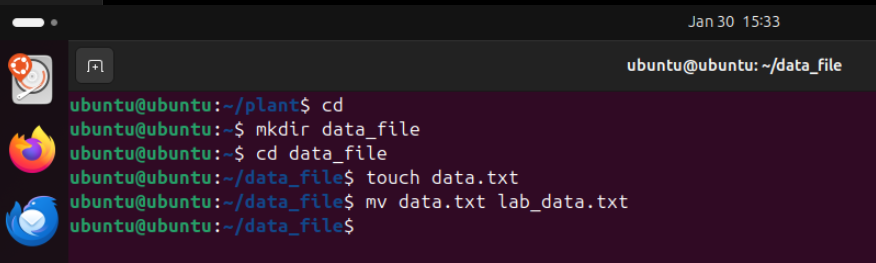 Jan 30 15:33
ubuntu@ubuntu: ~/data_file
ubuntu@ubuntu:~/plant$ cd
ubuntu@ubuntu:~$ mkdir data_file
ubuntu@ubuntu:~$ cd data_file
ubuntu@ubuntu:~/data_file$ touch data.txt
ubuntu@ubuntu:~/data_file$ mv data.txt lab_data.txt
ubuntu@ubuntu:~/data_file$